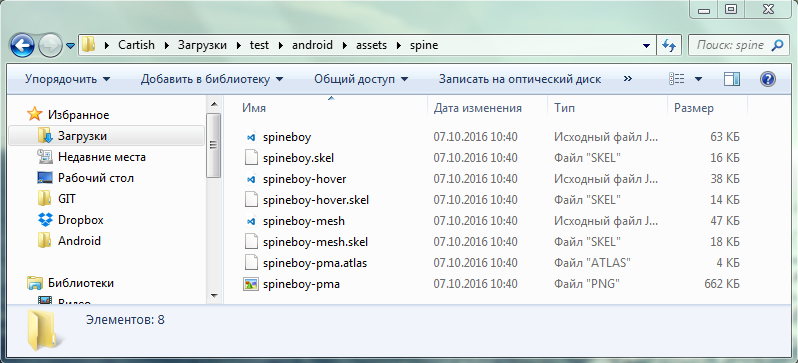 Cartish ▸ Загрузки ▸ test ▸ android ▸ assets ▸ spine
Поиск: spine
Упорядочить Добавить в библиотеку Общий доступ Записать на оптический диск »
Избранное
Загрузки
Недавние места
Рабочий стол
GIT
Dropbox
Android
Библиотеки
Видео
Имя Дата изменения Тип Размер
spineboy 07.10.2016 10:40 Исходный файл J... 63 КБ
spineboy.skel 07.10.2016 10:40 Файл "SKEL" 16 КБ
spineboy-hover 07.10.2016 10:40 Исходный файл J... 38 КБ
spineboy-hover.skel 07.10.2016 10:40 Файл "SKEL" 14 КБ
spineboy-mesh 07.10.2016 10:40 Исходный файл J... 47 КБ
spineboy-mesh.skel 07.10.2016 10:40 Файл "SKEL" 18 КБ
spineboy-pma.atlas 07.10.2016 10:40 Файл "ATLAS" 4 КБ
spineboy-pma 07.10.2016 10:40 Файл "PNG" 662 КБ
Элементов: 8